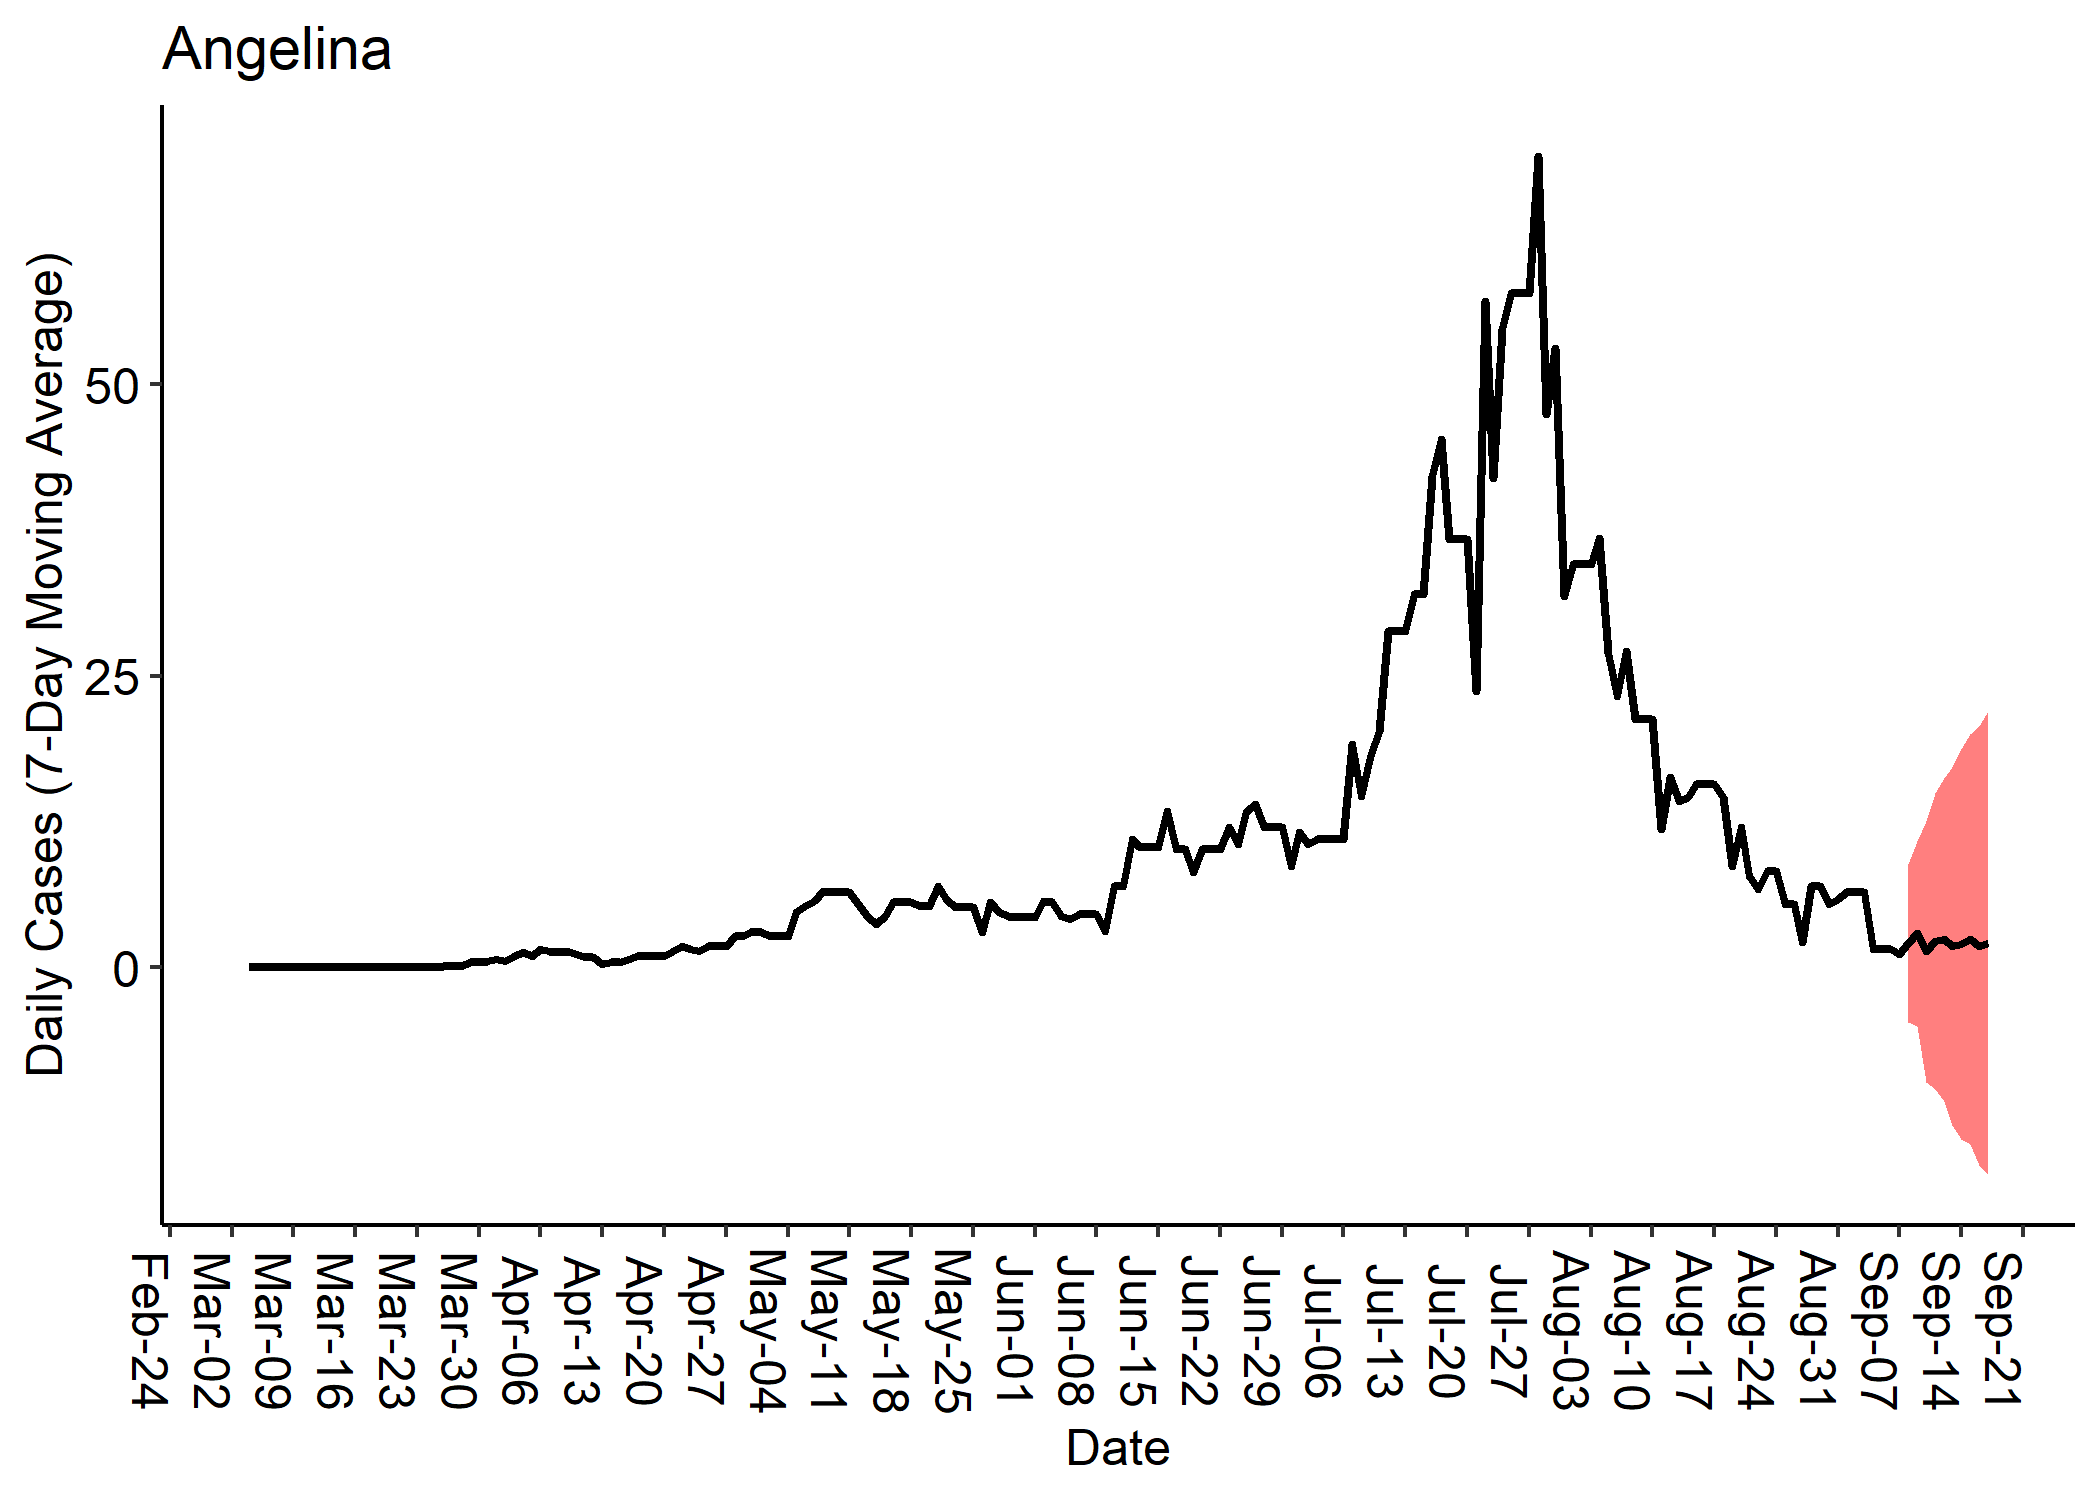 Angelina
Daily Cases (7-Day Moving Average)
50
25
0
Feb-24
Mar-02
Mar-09
Mar-16
Mar-23
Mar-30
Apr-06
Apr-13
Apr-20
Apr-27
May-04
May-11
May-18
May-25
Jun-01
Jun-08
Jun-15
Jun-22
Jun-29
Jul-06
Jul-13
Jul-20
Jul-27
Aug-03
Aug-10
Aug-17
Aug-24
Aug-31
Sep-07
Sep-14
Sep-21
Date